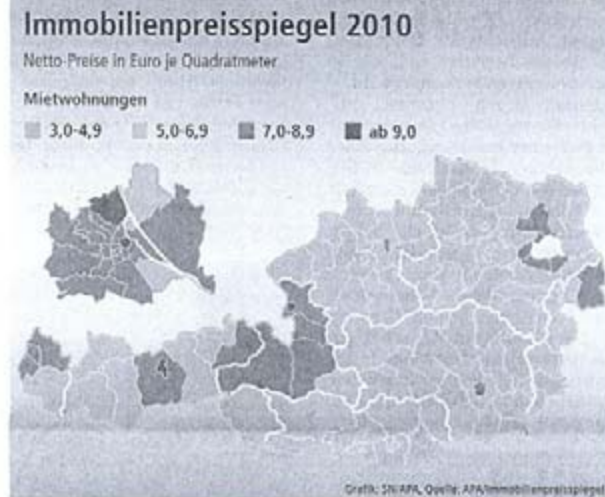 Immobilienpreisspiegel 2010
Netto-Preise in Euro je Quadratmeter
Mietwohnungen
3,0-4,9 5,0-6,9 7,0-8,9 ab 9,0
Grafik: SN/APA, Quelle: APA/Immobilienpreisspiegel